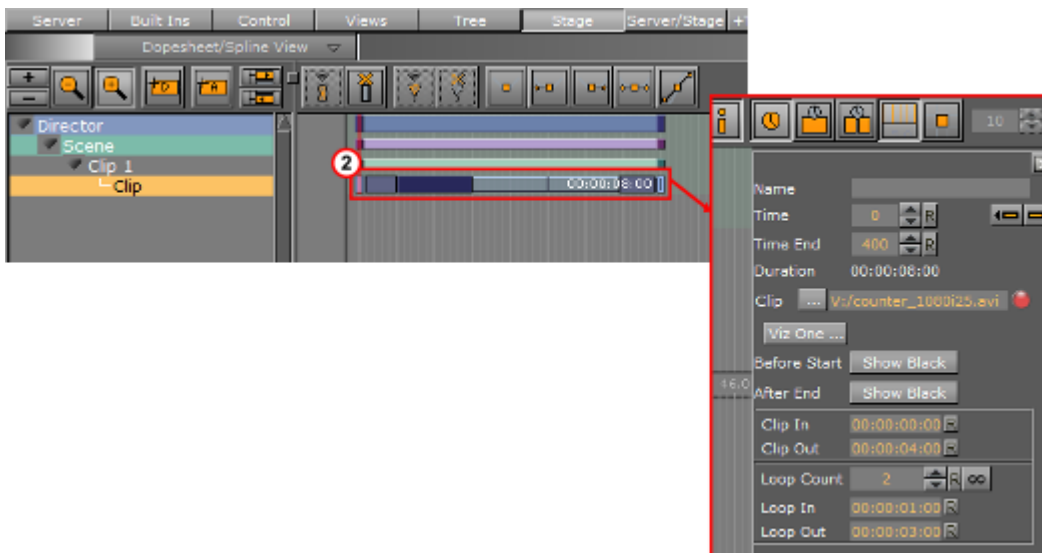 Server Built Ins Control Views Tree Stage Server/Stage +
Dopesheet/Spline View
Director
Scene
Clip 1
Clip
2
00:00:08:00
10
Name
Time 0 R
Time End 400 R
Duration 00:00:08:00
Clip ... V:/counter_1080i25.avi
Viz One ...
Before Start Show Black
46.0
After End Show Black
Clip In 00:00:00:00 R
Clip Out 00:00:04:00 R
Loop Count 2 R ∞
Loop In 00:00:01:00 R
Loop Out 00:00:03:00 R